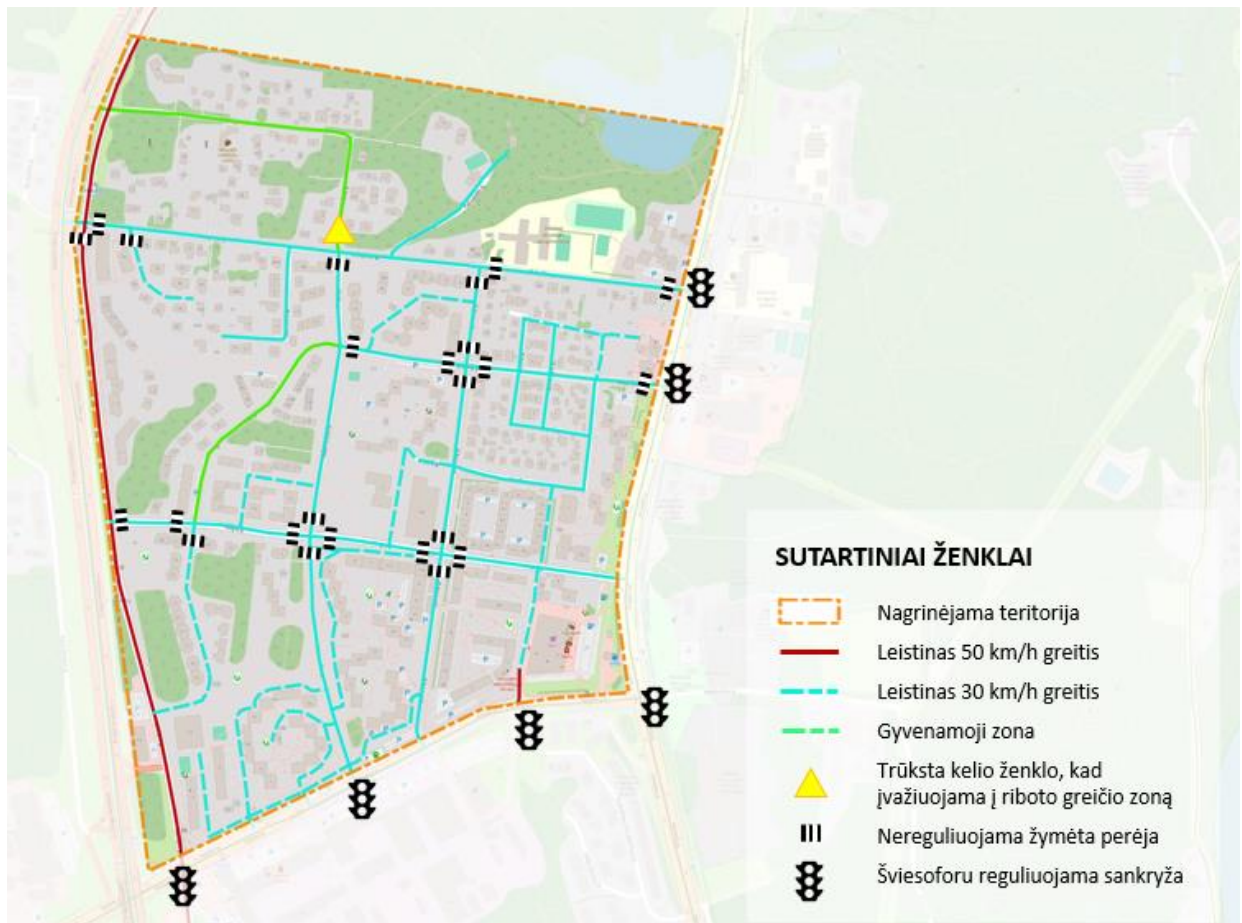 SUTARTINIAI ŽENKLAI
Nagrinėjama teritorija
Leistinas 50 km/h greitis
Leistinas 30 km/h greitis
Gyvenamoji zona
Trūksta kelio ženklo, kad
įvažiuojama į riboto greičio zoną
Nereguliuojama žymėta perėja
Šviesoforu reguliuojama sankryža